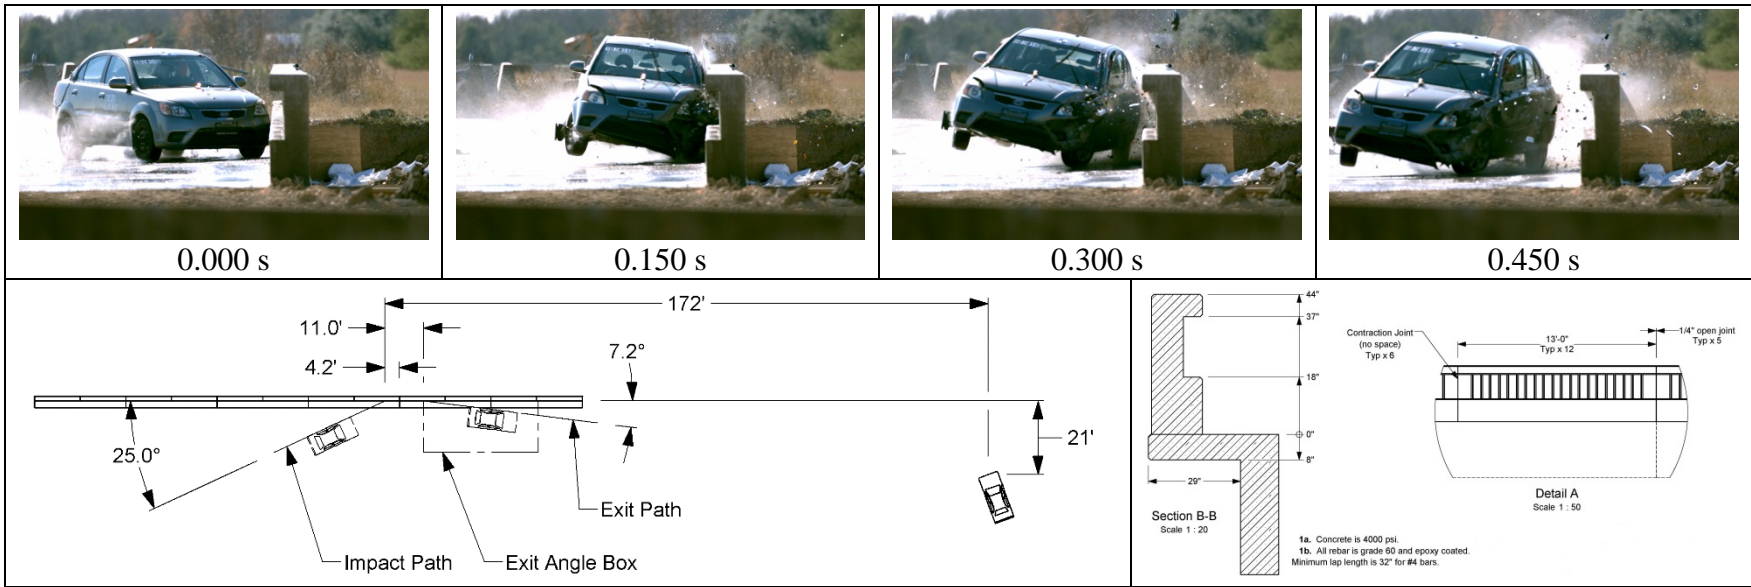 0.000 s
0.150 s
0.300 s
0.450 s
172'
11.0'
4.2'
7.2°
25.0°
21'
Exit Path
Impact Path
Exit Angle Box
44"
37"
18"
0"
8"
29"
Section B-B
Scale 1 : 20
Contraction Joint
(no space)
Typ x 6
13'-0"
Typ x 12
1/4" open joint
Typ x 5
Detail A
Scale 1 : 50
1a. Concrete is 4000 psi.
1b. All rebar is grade 60 and epoxy coated.
Minimum lap length is 32" for #4 bars.